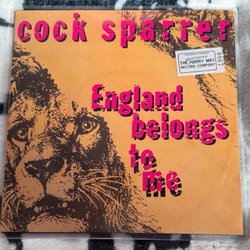 cock sparrer
THE HARRY MAY
RECORD COMPANY
England
belongs
to
me